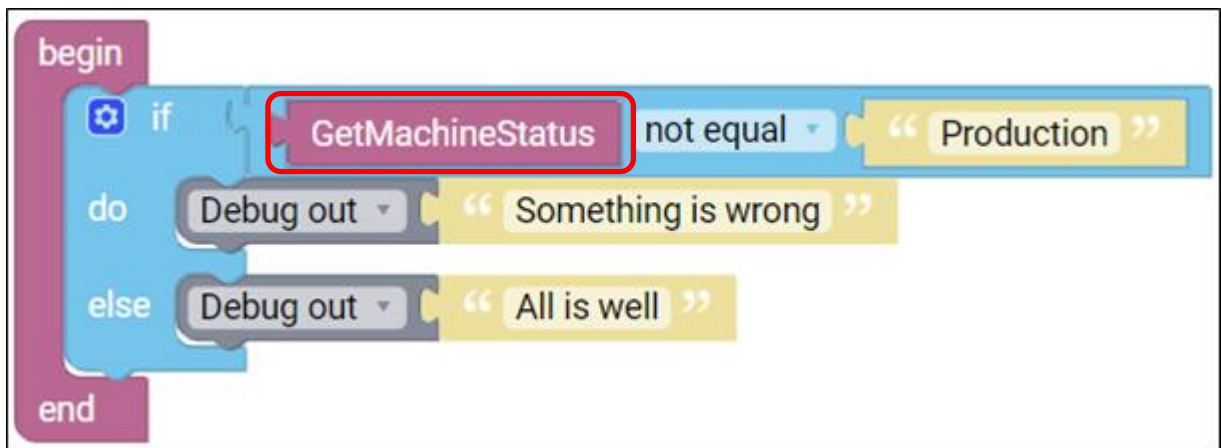 begin
if GetMachineStatus not equal “ Production ”
do Debug out “ Something is wrong ”
else Debug out “ All is well ”
end